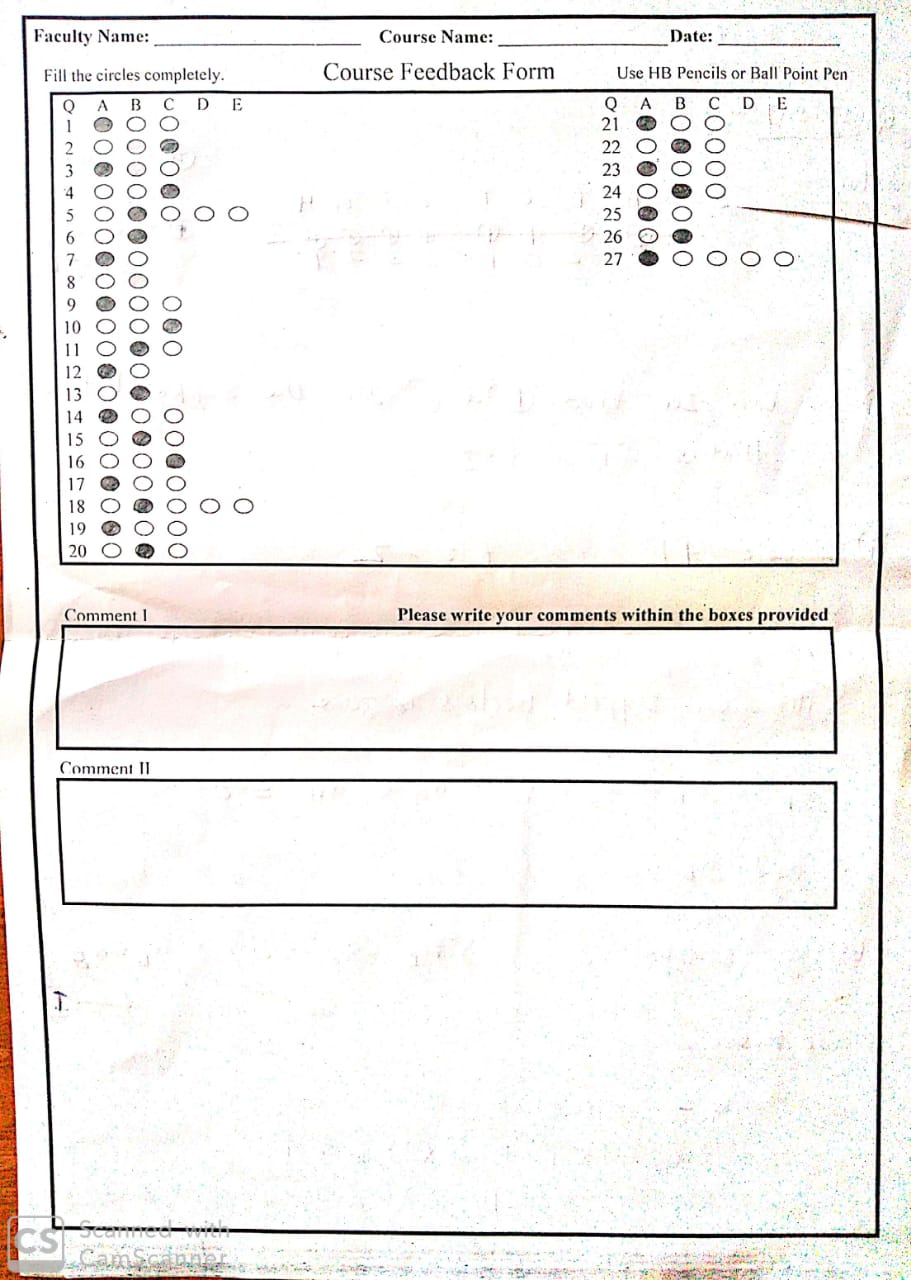 Faculty Name: Course Name: Date:
Fill the circles completely. Course Feedback Form Use HB Pencils or Ball Point Pen
Q A B C D E Q A B C D E
1 21
2 22
3 23
4 24
5 25
6 26
7 27
8
9
10
11
12
13
14
15
16
17
18
19
20
Comment I Please write your comments within the boxes provided
Comment II
CS Scanned with
CamScanner